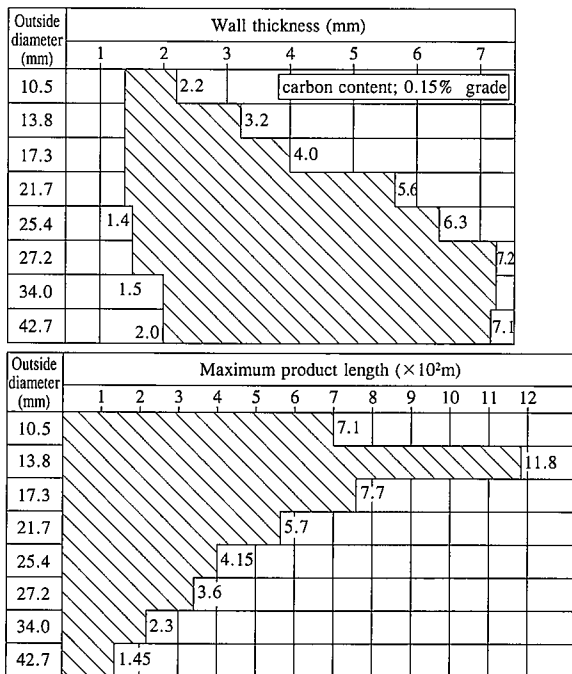 Outside diameter (mm)
Wall thickness (mm)
1 2 3 4 5 6 7
carbon content; 0.15% grade
10.5 2.2
13.8 3.2
17.3 4.0
21.7 5.6
25.4 1.4 6.3
27.2 7.2
34.0 1.5
42.7 2.0 7.1
Outside diameter (mm)
Maximum product length (×10²m)
1 2 3 4 5 6 7 8 9 10 11 12
10.5 7.1
13.8 11.8
17.3 7.7
21.7 5.7
25.4 4.15
27.2 3.6
34.0 2.3
42.7 1.45